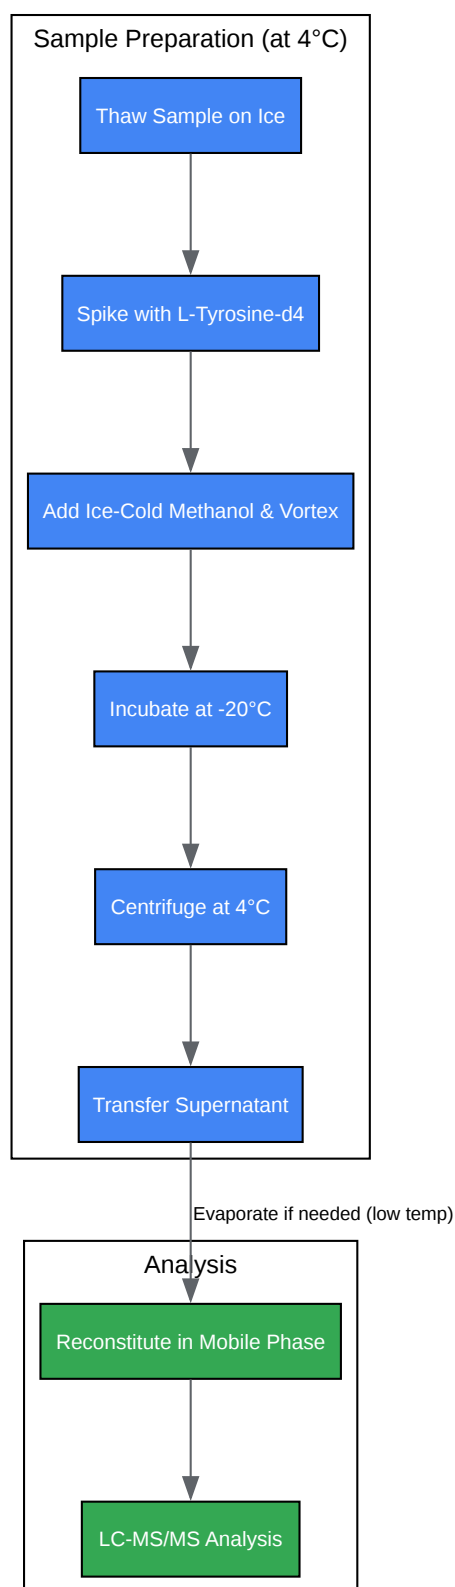 Sample Preparation (at 4°C)
Thaw Sample on Ice
Spike with L-Tyrosine-d4
Add Ice-Cold Methanol & Vortex
Incubate at -20°C
Centrifuge at 4°C
Transfer Supernatant
Evaporate if needed (low temp)
Analysis
Reconstitute in Mobile Phase
LC-MS/MS Analysis